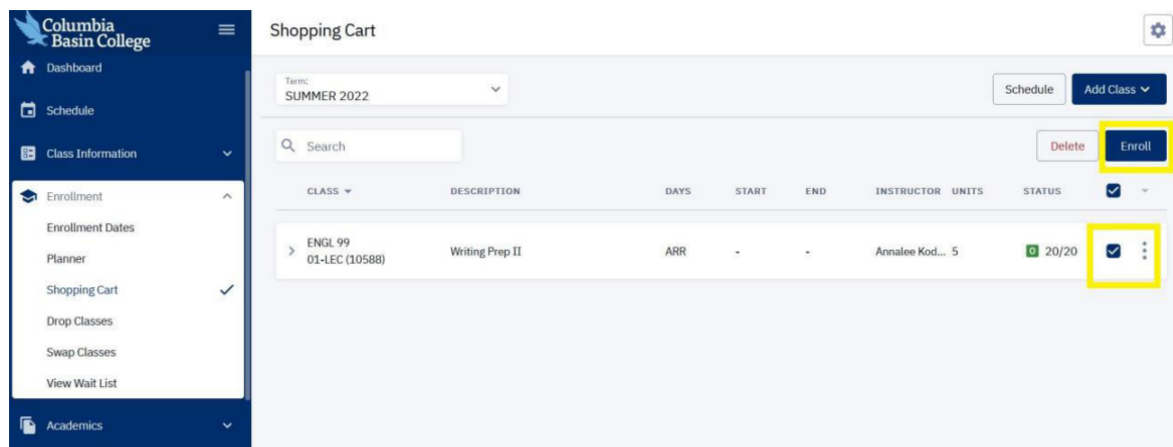 Columbia
Basin College
Dashboard
Schedule
Class Information
Enrollment
Enrollment Dates
Planner
Shopping Cart
Drop Classes
Swap Classes
View Wait List
Academics
Shopping Cart
Term:
SUMMER 2022
Schedule
Add Class
Search
Delete
Enroll
CLASS DESCRIPTION DAYS START END INSTRUCTOR UNITS STATUS
ENGL 99
01-LEC (10588)
Writing Prep II ARR - - Annalee Kod... 5 O 20/20